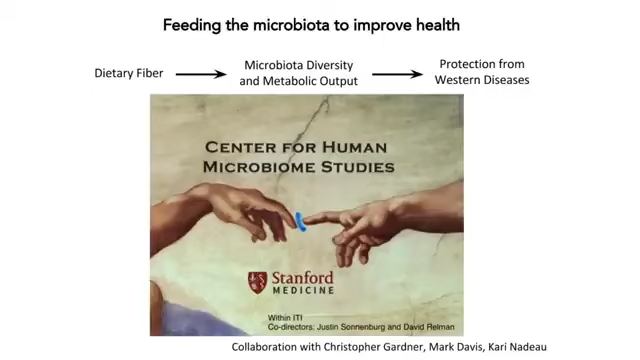 Feeding the microbiota to improve health
Dietary Fiber
Microbiota Diversity
and Metabolic Output
Protection from
Western Diseases
CENTER FOR HUMAN
MICROBIOME STUDIES
Stanford
MEDICINE
Within ITI
Co-directors: Justin Sonnenburg and David Relman
Collaboration with Christopher Gardner, Mark Davis, Kari Nadeau